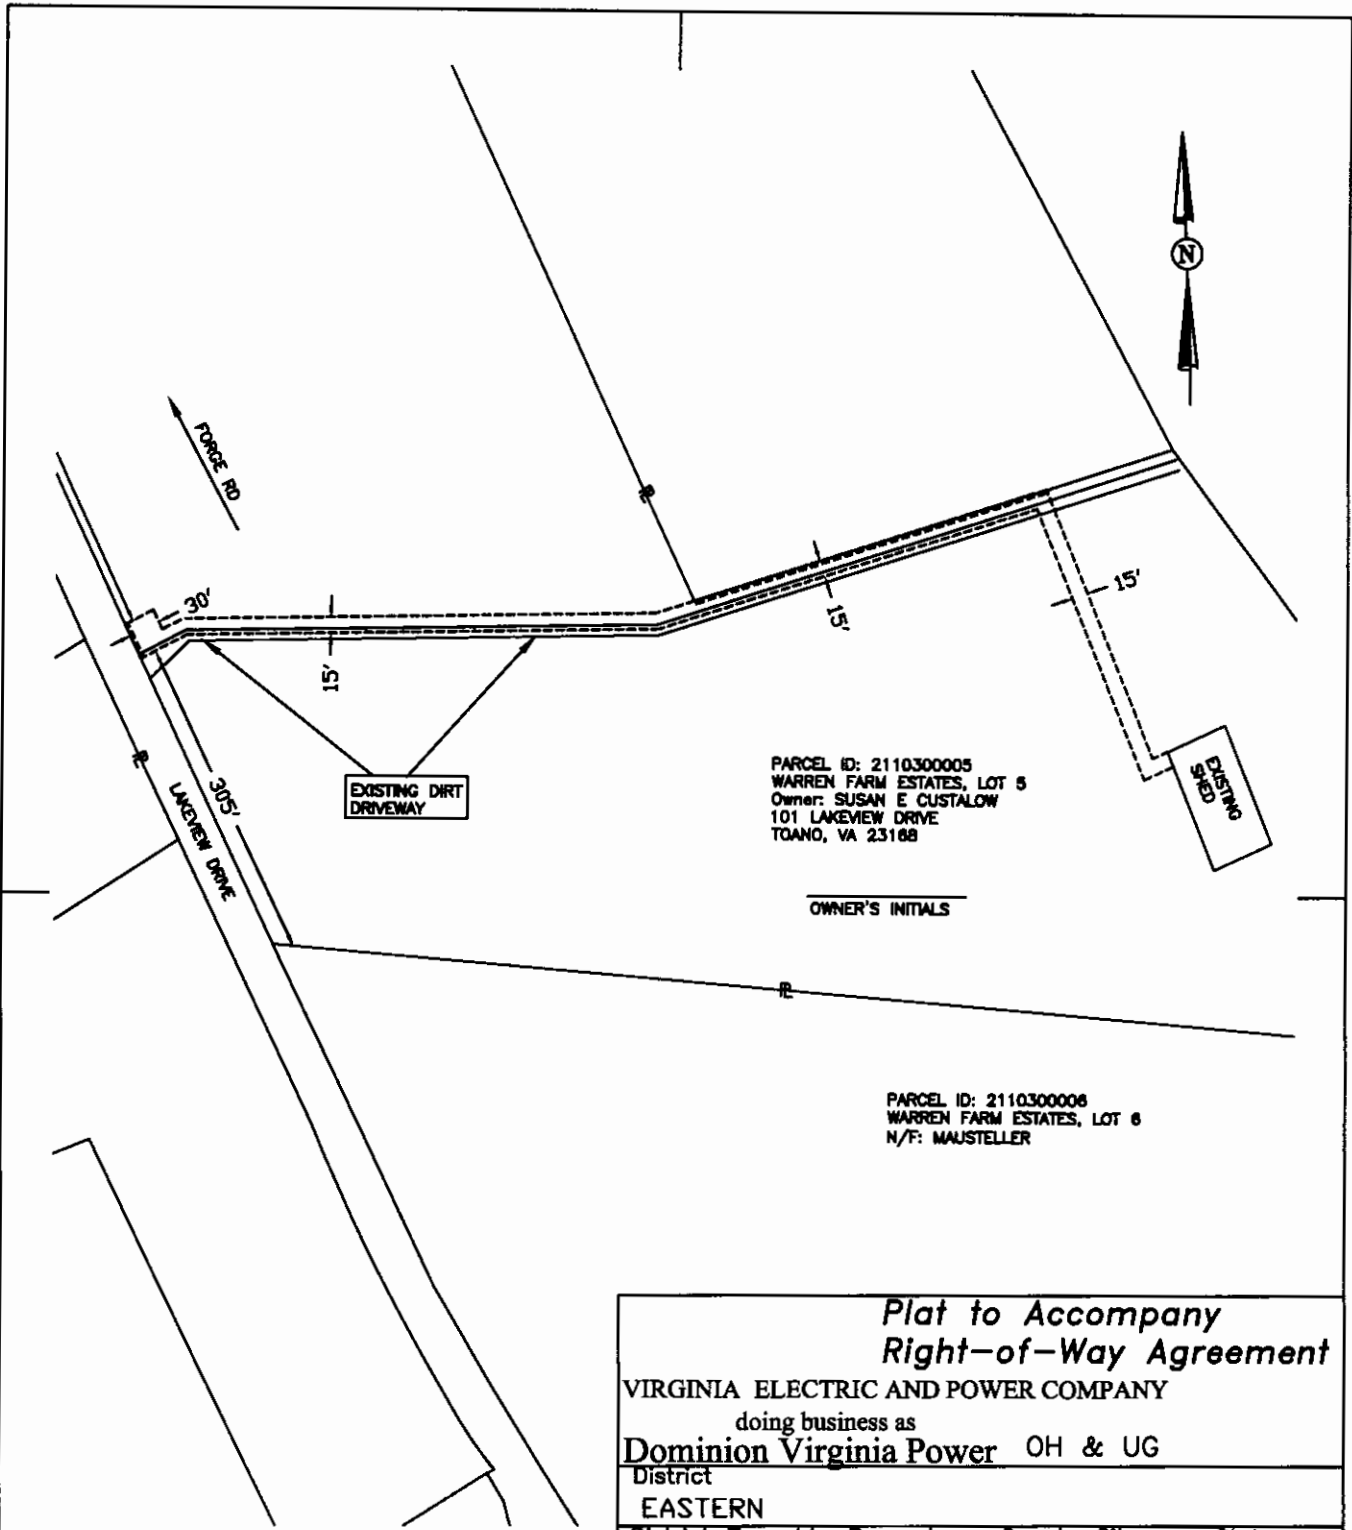 N
FORGE RD
30'
15'
15'
15'
305'
LAKEVIEW DRIVE
PL
PL
PL
EXISTING DIRT
DRIVEWAY
PARCEL ID: 2110300005
WARREN FARM ESTATES, LOT 5
Owner: SUSAN E CUSTALOW
101 LAKEVIEW DRIVE
TOANO, VA 23168
EXISTING
SHED
OWNER'S INITIALS
PARCEL ID: 2110300006
WARREN FARM ESTATES, LOT 6
N/F: MAUSTELLER
Plat to Accompany
Right-of-Way Agreement
VIRGINIA ELECTRIC AND POWER COMPANY
doing business as
Dominion Virginia Power OH & UG
District
EASTERN